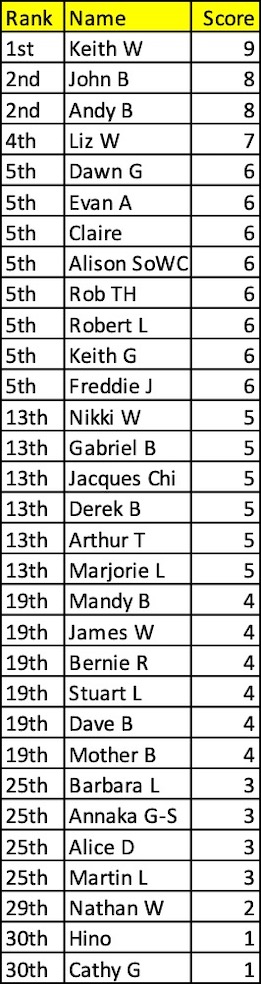 Rank Name Score
1st Keith W 9
2nd John B 8
2nd Andy B 8
4th Liz W 7
5th Dawn G 6
5th Evan A 6
5th Claire 6
5th Alison SoWC 6
5th Rob TH 6
5th Robert L 6
5th Keith G 6
5th Freddie J 6
13th Nikki W 5
13th Gabriel B 5
13th Jacques Chi 5
13th Derek B 5
13th Arthur T 5
13th Marjorie L 5
19th Mandy B 4
19th James W 4
19th Bernie R 4
19th Stuart L 4
19th Dave B 4
19th Mother B 4
25th Barbara L 3
25th Annaka G-S 3
25th Alice D 3
25th Martin L 3
29th Nathan W 2
30th Hino 1
30th Cathy G 1